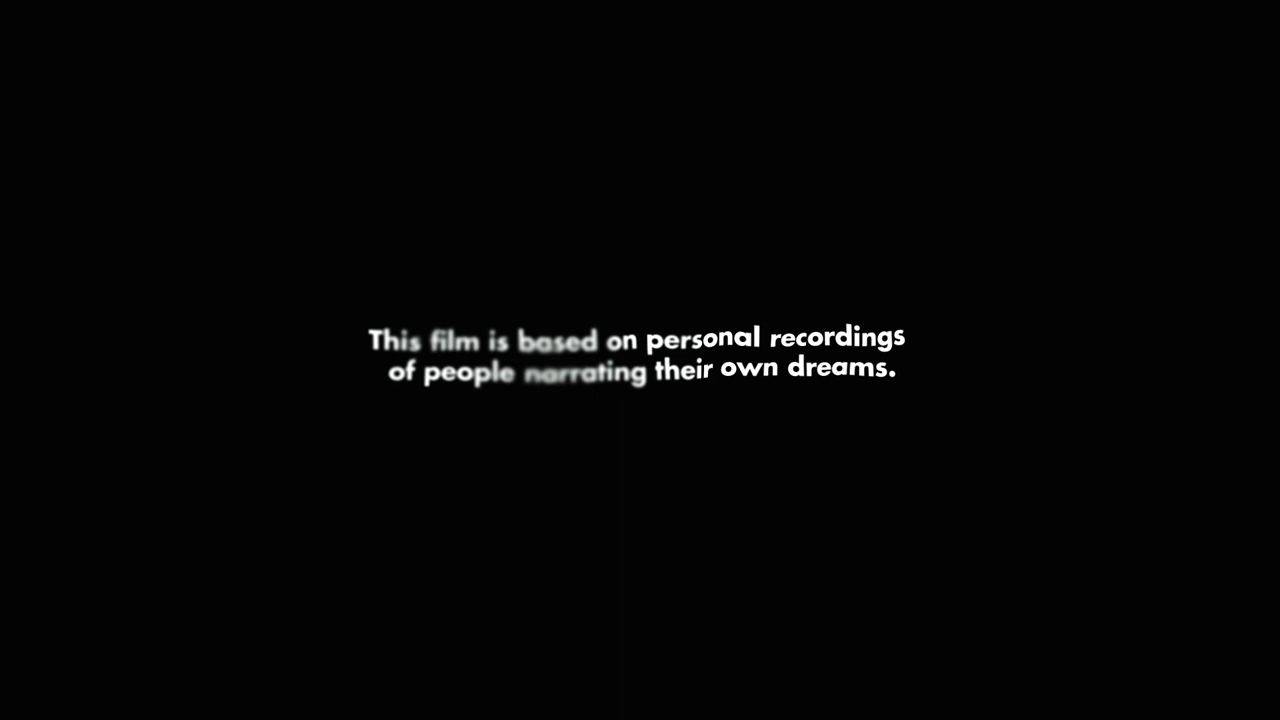 This film is based on personal recordings
of people narrating their own dreams.